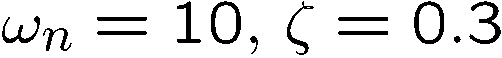 ωₙ = 10, ζ = 0.3